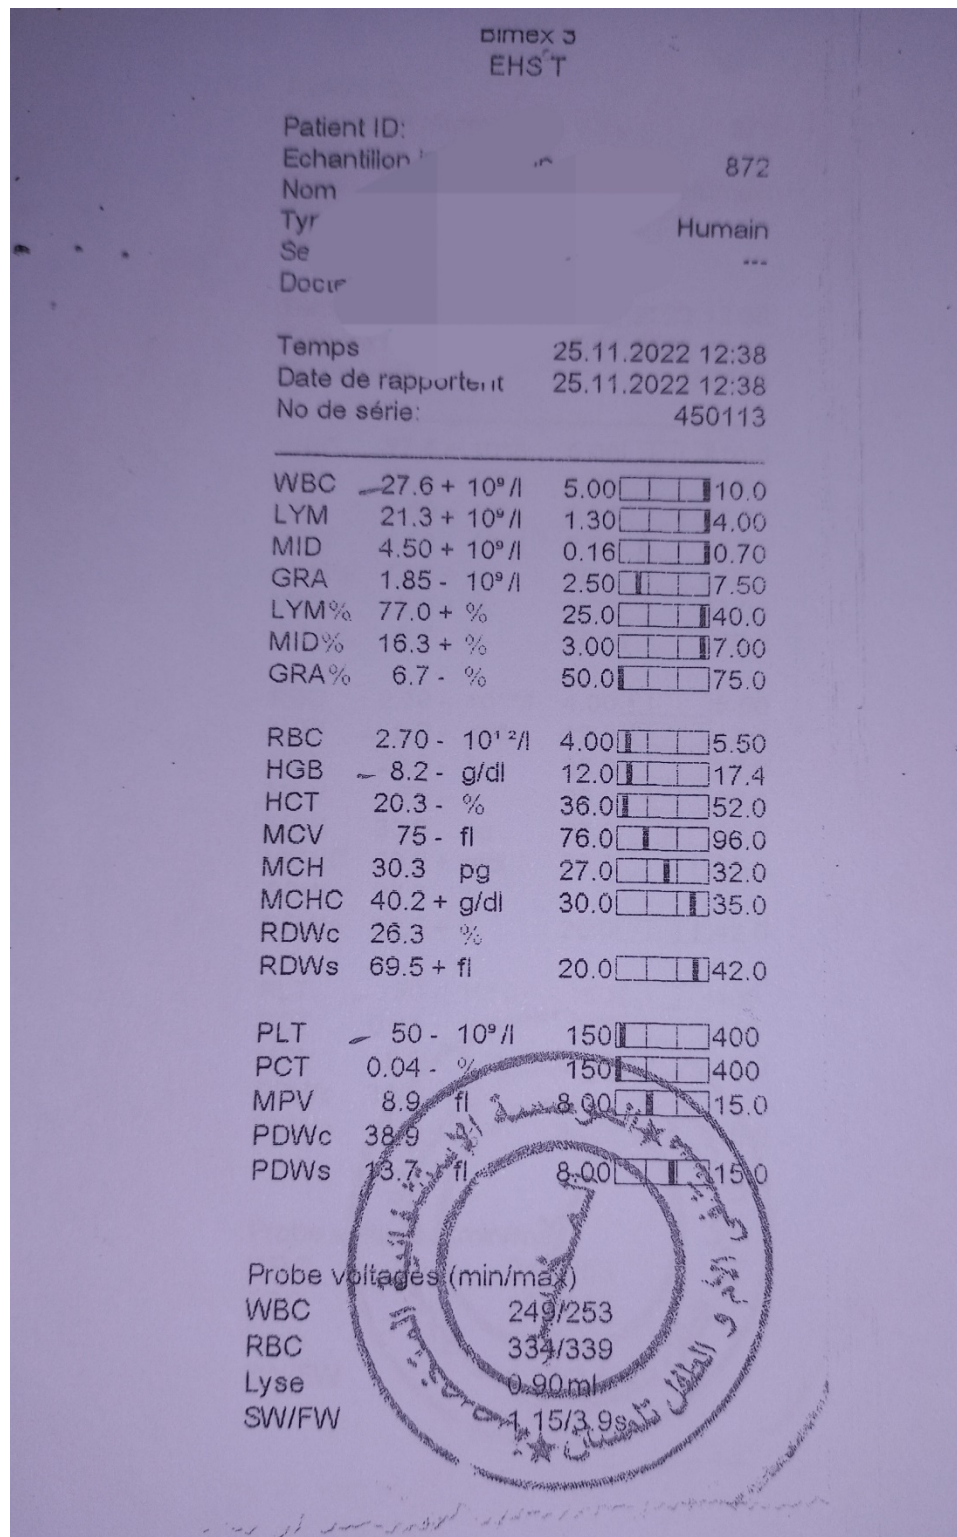 EHS T
Patient ID:
Echantillon 872
Nom
Humain
Se ---
Temps 25.11.2022 12:38
Date de rapport 25.11.2022 12:38
No de série: 450113
WBC 27.6 + 10⁹/l 5.00 10.0
LYM 21.3 + 10⁹/l 1.30 4.00
MID 4.50 + 10⁹/l 0.16 0.70
GRA 1.85 - 10⁹/l 2.50 7.50
LYM% 77.0 + % 25.0 40.0
MID% 16.3 + % 3.00 7.00
GRA% 6.7 - % 50.0 75.0
RBC 2.70 - 10¹²/l 4.00 5.50
HGB 8.2 - g/dl 12.0 17.4
HCT 20.3 - % 36.0 52.0
MCV 75 - fl 76.0 96.0
MCH 30.3 pg 27.0 32.0
MCHC 40.2 + g/dl 30.0 35.0
RDWc 26.3 %
RDWs 69.5 + fl 20.0 42.0
PLT 50 - 10⁹/l 150 400
PCT 0.04 - % 150 400
MPV 8.9 fl 8.00 15.0
PDWc 38.9
PDWs 13.7 fl 8.00 15.0
Probe voltages (min/max)
WBC 249/253
RBC 334/339
Lyse 0.90ml
SW/FW 1.15/3.9s
الأم و الطفل تلمسان